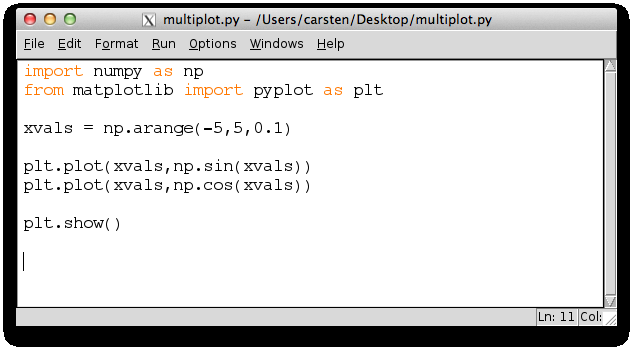 multiplot.py – /Users/carsten/Desktop/multiplot.py
File Edit Format Run Options Windows Help
import numpy as np
from matplotlib import pyplot as plt
xvals = np.arange(-5,5,0.1)
plt.plot(xvals,np.sin(xvals))
plt.plot(xvals,np.cos(xvals))
plt.show()
Ln: 11 Col: